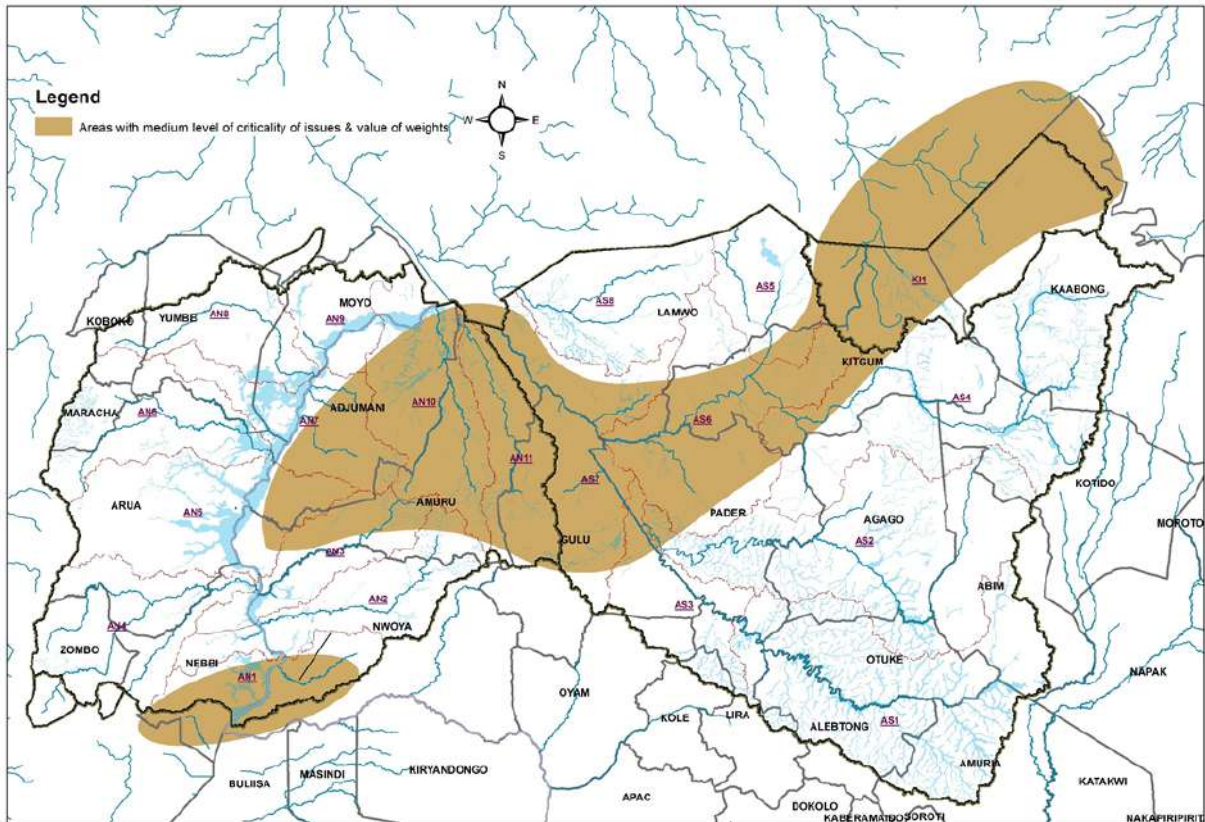 Legend
Areas with medium level of criticality of issues & value of weights
N
W
E
S
KOBOKO
YUMBE
AN8
MOYO
AN9
AS8
LAMWO
AS5
KI1
KAABONG
MARACHA
AN6
AN7
ADJUMANI
AN10
KITGUM
AS6
AS4
ARUA
AN5
AMURU
AN11
AS7
PADER
AGAGO
AS2
KOTIDO
MOROTO
GULU
AN3
AN2
AS3
ABIM
AN4
ZOMBO
NWOYA
NEBBI
AN1
OTUKE
NAPAK
OYAM
KOLE
LIRA
ALEBTONG
AS1
AMURIA
BULIISA
MASINDI
KIRYANDONGO
APAC
DOKOLO
KABERAMAIDO
SOROTI
KATAKWI
NAKAPIRIPIRIT